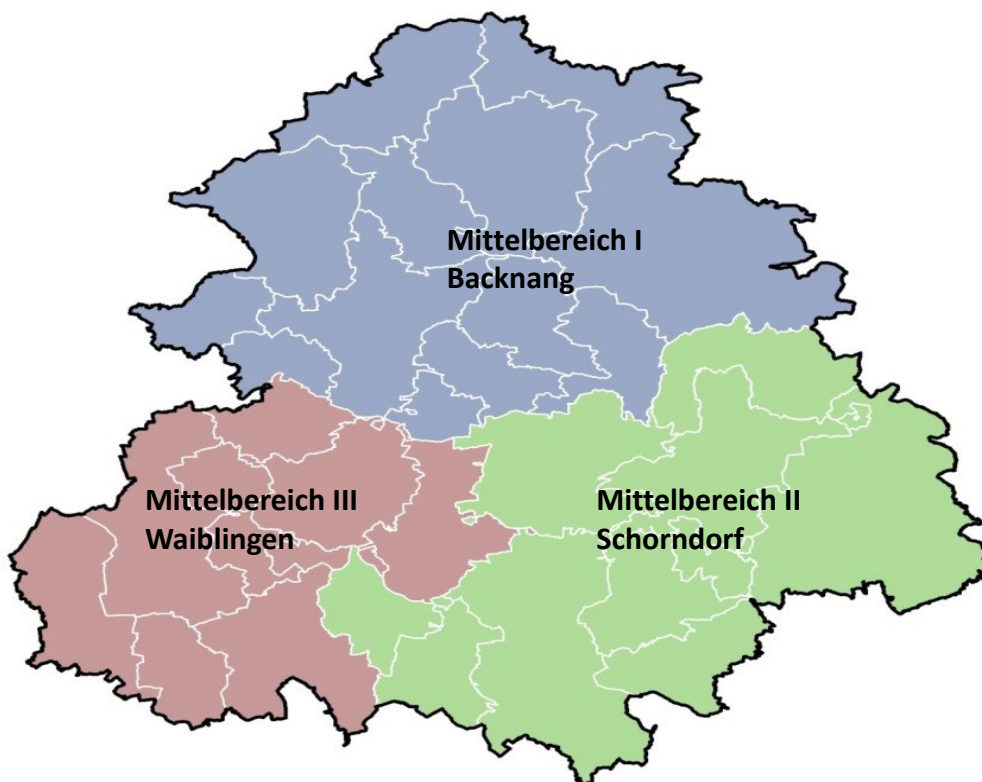 Mittelbereich I
Backnang
Mittelbereich III
Waiblingen
Mittelbereich II
Schorndorf